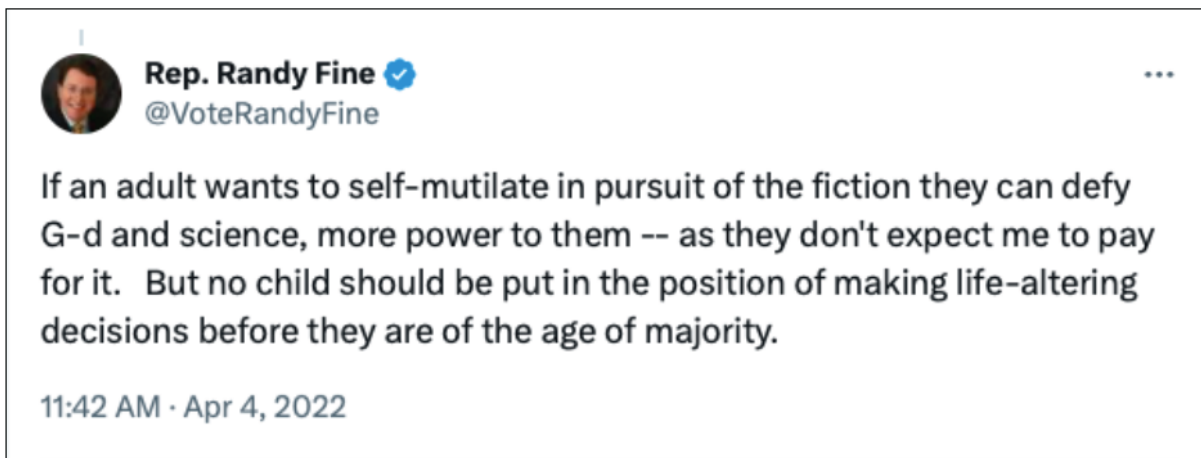 Rep. Randy Fine
@VoteRandyFine
If an adult wants to self-mutilate in pursuit of the fiction they can defy
G-d and science, more power to them -- as they don't expect me to pay
for it.   But no child should be put in the position of making life-altering
decisions before they are of the age of majority.
11:42 AM · Apr 4, 2022